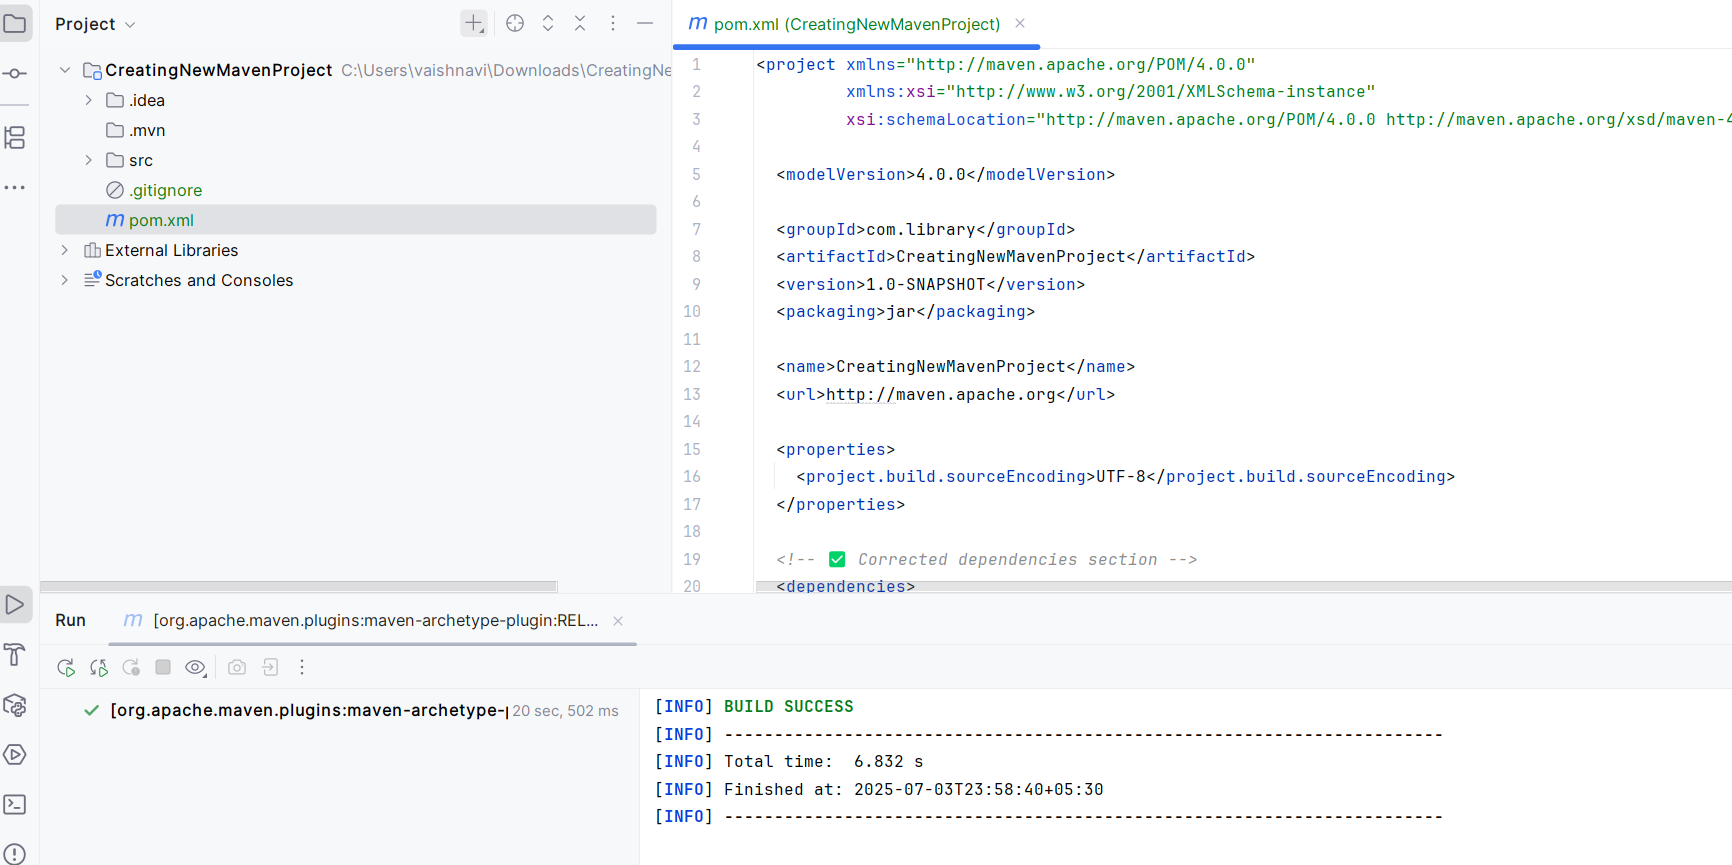 Project
CreatingNewMavenProject C:\Users\vaishnavi\Downloads\CreatingNe
.idea
.mvn
src
.gitignore
pom.xml
External Libraries
Scratches and Consoles
pom.xml (CreatingNewMavenProject)
1 <project xmlns="http://maven.apache.org/POM/4.0.0"
2 xmlns:xsi="http://www.w3.org/2001/XMLSchema-instance"
3 xsi:schemaLocation="http://maven.apache.org/POM/4.0.0 http://maven.apache.org/xsd/maven-4
4
5 <modelVersion>4.0.0</modelVersion>
6
7 <groupId>com.library</groupId>
8 <artifactId>CreatingNewMavenProject</artifactId>
9 <version>1.0-SNAPSHOT</version>
10 <packaging>jar</packaging>
11
12 <name>CreatingNewMavenProject</name>
13 <url>http://maven.apache.org</url>
14
15 <properties>
16 <project.build.sourceEncoding>UTF-8</project.build.sourceEncoding>
17 </properties>
18
19 <!-- ✅ Corrected dependencies section -->
20 <dependencies>
Run [org.apache.maven.plugins:maven-archetype-plugin:REL...
[org.apache.maven.plugins:maven-archetype-p 20 sec, 502 ms
[INFO] BUILD SUCCESS
[INFO] ------------------------------------------------------------------------
[INFO] Total time:  6.832 s
[INFO] Finished at: 2025-07-03T23:58:40+05:30
[INFO] ------------------------------------------------------------------------